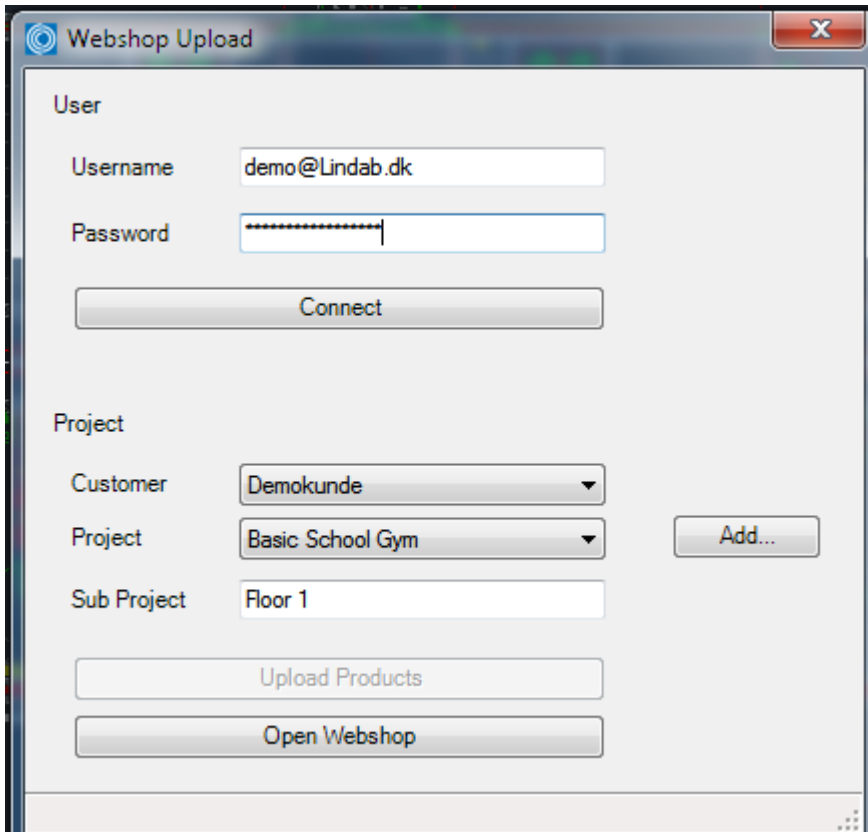 Webshop Upload
User
Username demo@Lindab.dk
Password *****************
Connect
Project
Customer Demokunde
Project Basic School Gym Add...
Sub Project Floor 1
Upload Products
Open Webshop